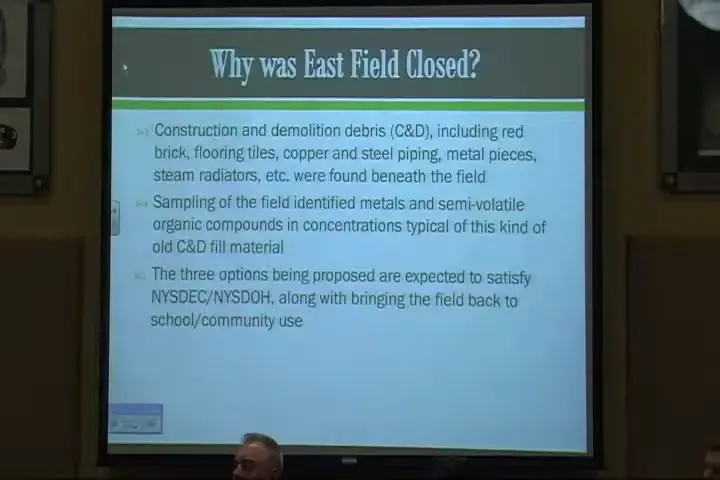 Why was East Field Closed?
Construction and demolition debris (C&D), including red
brick, flooring tiles, copper and steel piping, metal pieces,
steam radiators, etc. were found beneath the field
Sampling of the field identified metals and semi-volatile
organic compounds in concentrations typical of this kind of
old C&D fill material
The three options being proposed are expected to satisfy
NYSDEC/NYSDOH, along with bringing the field back to
school/community use